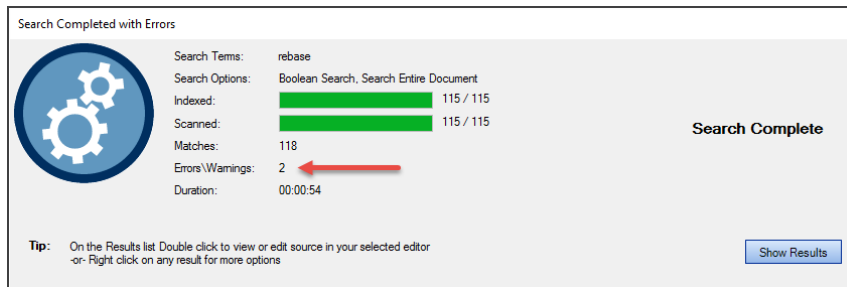 Search Completed with Errors
Search Terms: rebase
Search Options: Boolean Search, Search Entire Document
Indexed: 115 / 115
Scanned: 115 / 115
Search Complete
Matches: 118
Errors\Warnings: 2
Duration: 00:00:54
Tip: On the Results list Double click to view or edit source in your selected editor
-or- Right click on any result for more options
Show Results